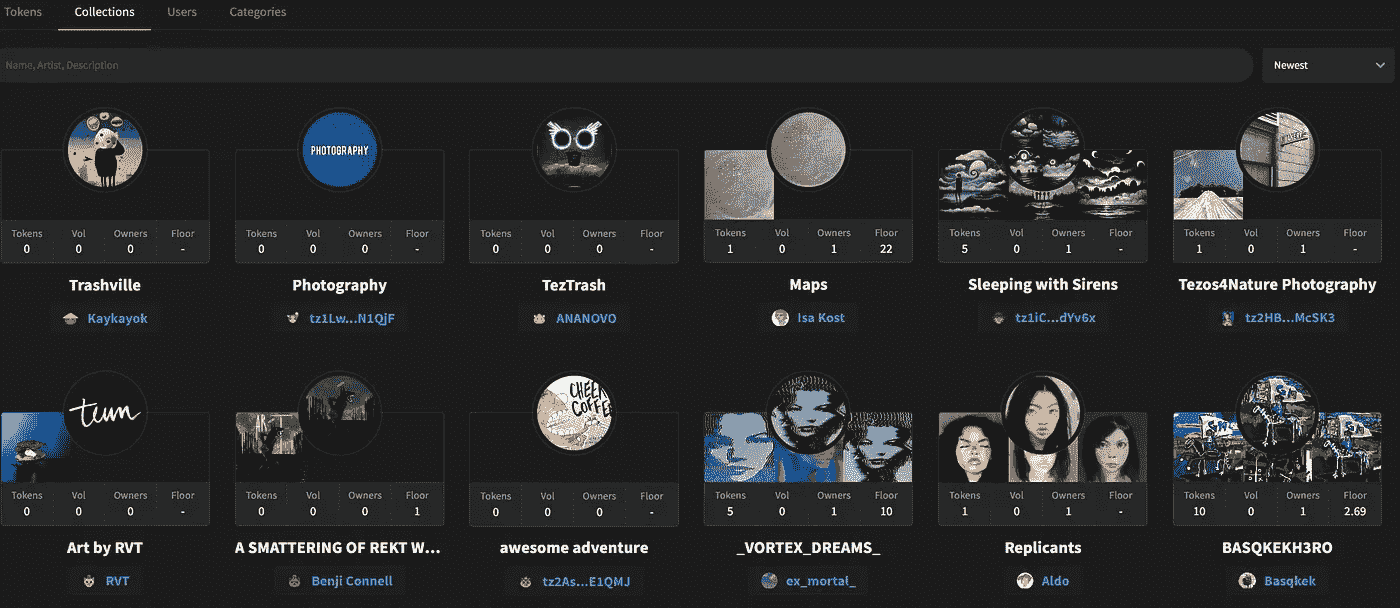 Tokens Collections Users Categories
Name, Artist, Description
Newest
PHOTOGRAPHY
Tokens Vol Owners Floor Tokens Vol Owners Floor Tokens Vol Owners Floor Tokens Vol Owners Floor Tokens Vol Owners Floor Tokens Vol Owners Floor
0 0 0 - 0 0 0 - 0 0 0 - 1 0 1 22 5 0 1 - 1 0 1 -
Trashville Photography TezTrash Maps Sleeping with Sirens Tezos4Nature Photography
Kaykayok tz1Lw...N1QjF ANANOVO Isa Kost tz1iC...dYv6x tz2HB...McSK3
tum
CHEER
COFFEE
ART
Tokens Vol Owners Floor Tokens Vol Owners Floor Tokens Vol Owners Floor Tokens Vol Owners Floor Tokens Vol Owners Floor Tokens Vol Owners Floor
0 0 0 - 0 0 0 1 0 0 0 - 5 0 1 10 1 0 1 - 10 0 1 2.69
Art by RVT A SMATTERING OF REKT W... awesome adventure _VORTEX_DREAMS_ Replicants BASQKEKH3RO
RVT Benji Connell tz2As...E1QMJ ex_mortal_ Aldo Basqkek